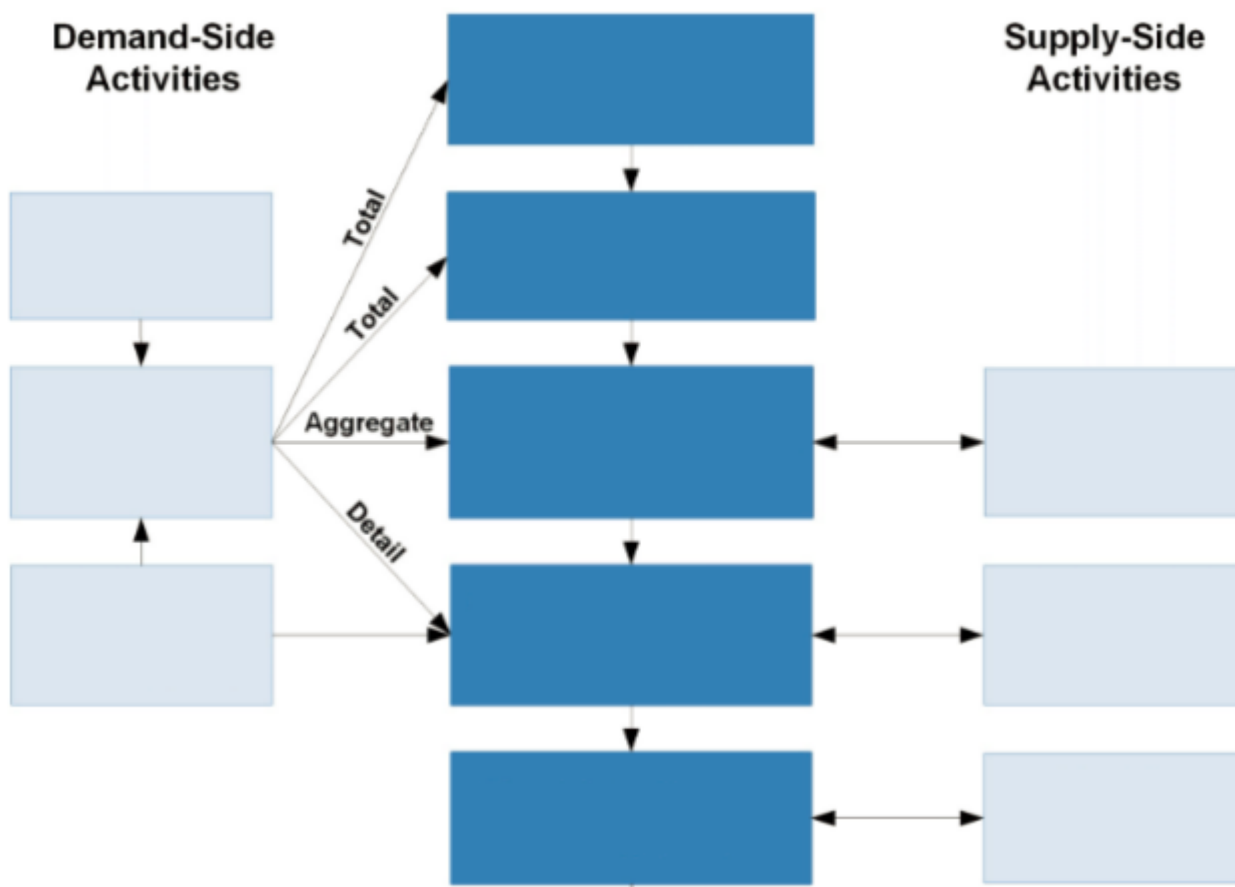 Demand-Side
Activities
Supply-Side
Activities
Total
Total
Aggregate
Detail